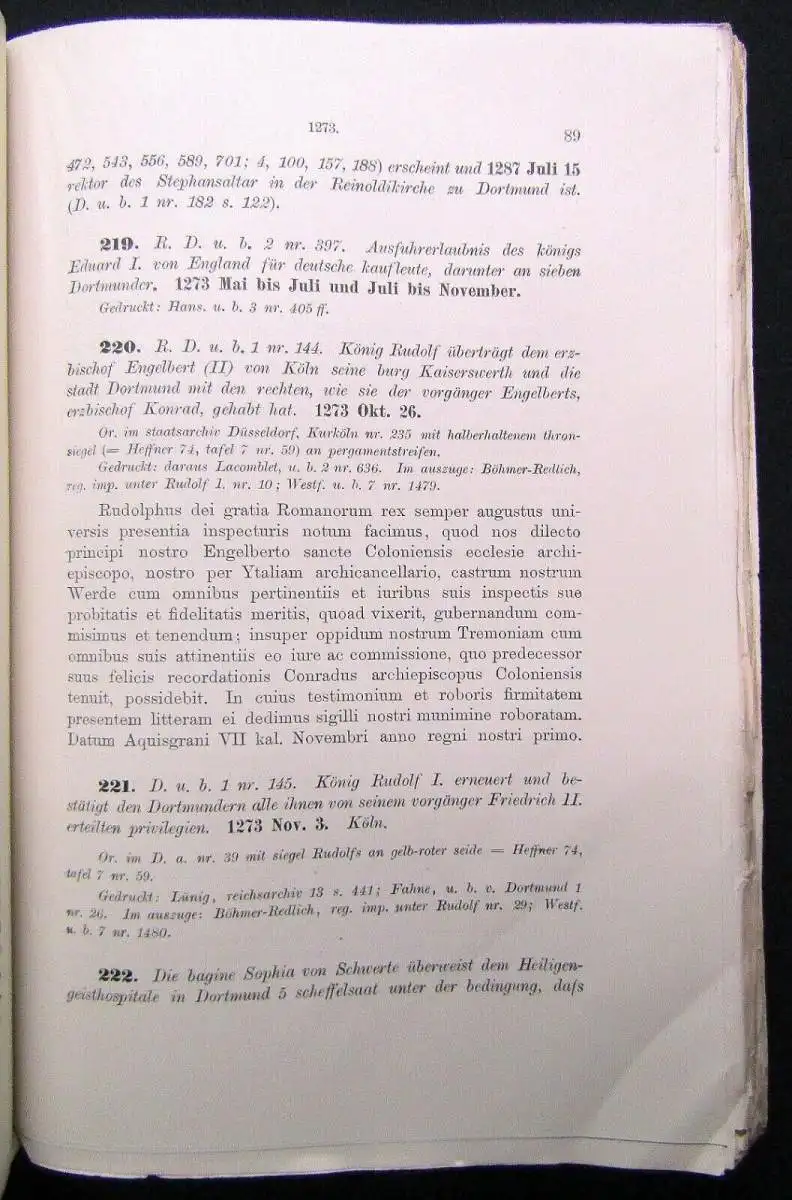 1273.
89
472, 543, 556, 589, 701; 4, 100, 157, 188) erscheint und 1287 Juli 15
rektor des Stephansaltar in der Reinoldikirche zu Dortmund ist.
(D. u. b. 1 nr. 182 s. 122).
219. R. D. u. b. 2 nr. 397. Ausfuhrerlaubnis des königs
Eduard I. von England für deutsche kaufleute, darunter an sieben
Dortmunder. 1273 Mai bis Juli und Juli bis November.
Gedruckt: Hans. u. b. 3 nr. 405 ff.
220. R. D. u. b. 1 nr. 144. König Rudolf überträgt dem erz-
bischof Engelbert (II) von Köln seine burg Kaiserswerth und die
stadt Dortmund mit den rechten, wie sie der vorgänger Engelberts,
erzbischof Konrad, gehabt hat. 1273 Okt. 26.
Or. im staatsarchiv Düsseldorf, Kurköln nr. 235 mit halberhaltenem thron-
siegel (= Heffner 74, tafel 7 nr. 59) an pergamentstreifen.
Gedruckt: daraus Lacomblet, u. b. 2 nr. 636. Im auszuge: Böhmer-Redlich,
reg. imp. unter Rudolf I. nr. 10; Westf. u. b. 7 nr. 1479.
Rudolphus dei gratia Romanorum rex semper augustus uni-
versis presentia inspecturis notum facimus, quod nos dilecto
principi nostro Engelberto sancte Coloniensis ecclesie archi-
episcopo, nostro per Ytaliam archicancellario, castrum nostrum
Werde cum omnibus pertinentiis et iuribus suis inspectis sue
probitatis et fidelitatis meritis, quoad vixerit, gubernandum com-
misimus et tenendum; insuper oppidum nostrum Tremoniam cum
omnibus suis attinentiis eo iure ac commissione, quo predecessor
suus felicis recordationis Conradus archiepiscopus Coloniensis
tenuit, possidebit. In cuius testimonium et roboris firmitatem
presentem litteram ei dedimus sigilli nostri munimine roboratam.
Datum Aquisgrani VII kal. Novembri anno regni nostri primo.
221. D. u. b. 1 nr. 145. König Rudolf I. erneuert und be-
stätigt den Dortmundern alle ihnen von seinem vorgänger Friedrich II.
erteilten privilegien. 1273 Nov. 3. Köln.
Or. im D. a. nr. 39 mit siegel Rudolfs an gelb-roter seide = Heffner 74,
tafel 7 nr. 59.
Gedruckt: Lünig, reichsarchiv 13 s. 441; Fahne, u. b. v. Dortmund 1
nr. 26. Im auszuge: Böhmer-Redlich, reg. imp. unter Rudolf nr. 29; Westf.
u. b. 7 nr. 1480.
222. Die bagine Sophia von Schwerte überweist dem Heiligen-
geisthospitale in Dortmund 5 scheffelsaat unter der bedingung, daſs